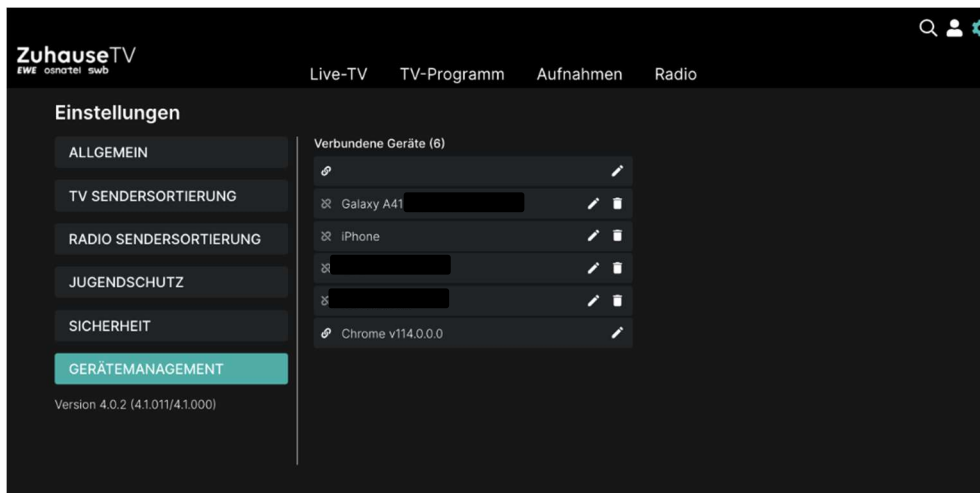 ZuhauseTV
EWE osnatel swb
Live-TV TV-Programm Aufnahmen Radio
Einstellungen
ALLGEMEIN
TV SENDERSORTIERUNG
RADIO SENDERSORTIERUNG
JUGENDSCHUTZ
SICHERHEIT
GERÄTEMANAGEMENT
Version 4.0.2 (4.1.011/4.1.000)
Verbundene Geräte (6)
Galaxy A41
iPhone
Chrome v114.0.0.0